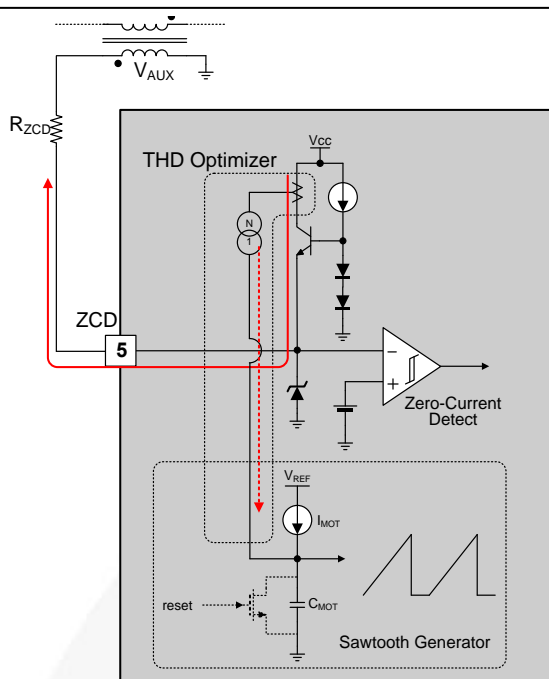 V_AUX
R_ZCD
THD Optimizer
Vcc
N
1
ZCD
5
−
+
Zero-Current
Detect
V_REF
I_MOT
reset
C_MOT
Sawtooth Generator